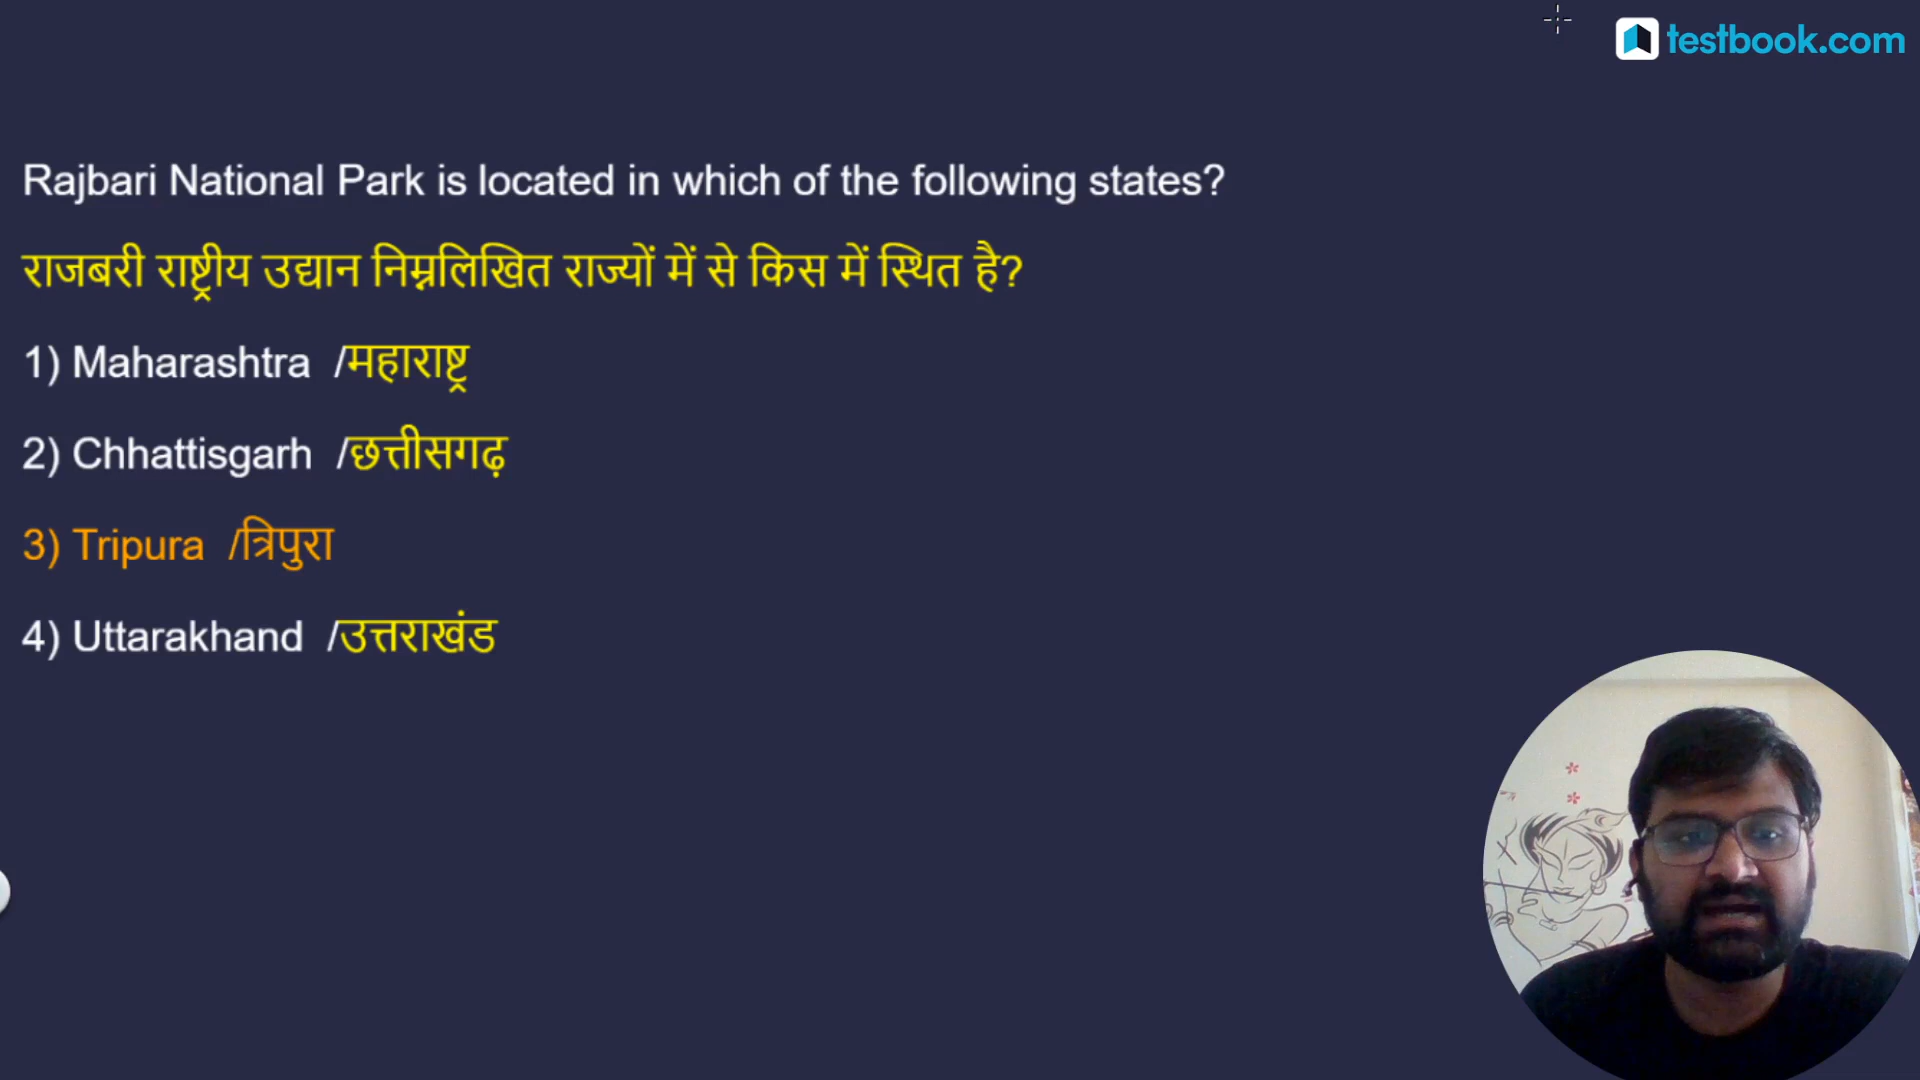 testbook.com
Rajbari National Park is located in which of the following states?
राजबरी राष्ट्रीय उद्यान निम्नलिखित राज्यों में से किस में स्थित है?
1) Maharashtra /महाराष्ट्र
2) Chhattisgarh /छत्तीसगढ़
3) Tripura /त्रिपुरा
4) Uttarakhand /उत्तराखंड